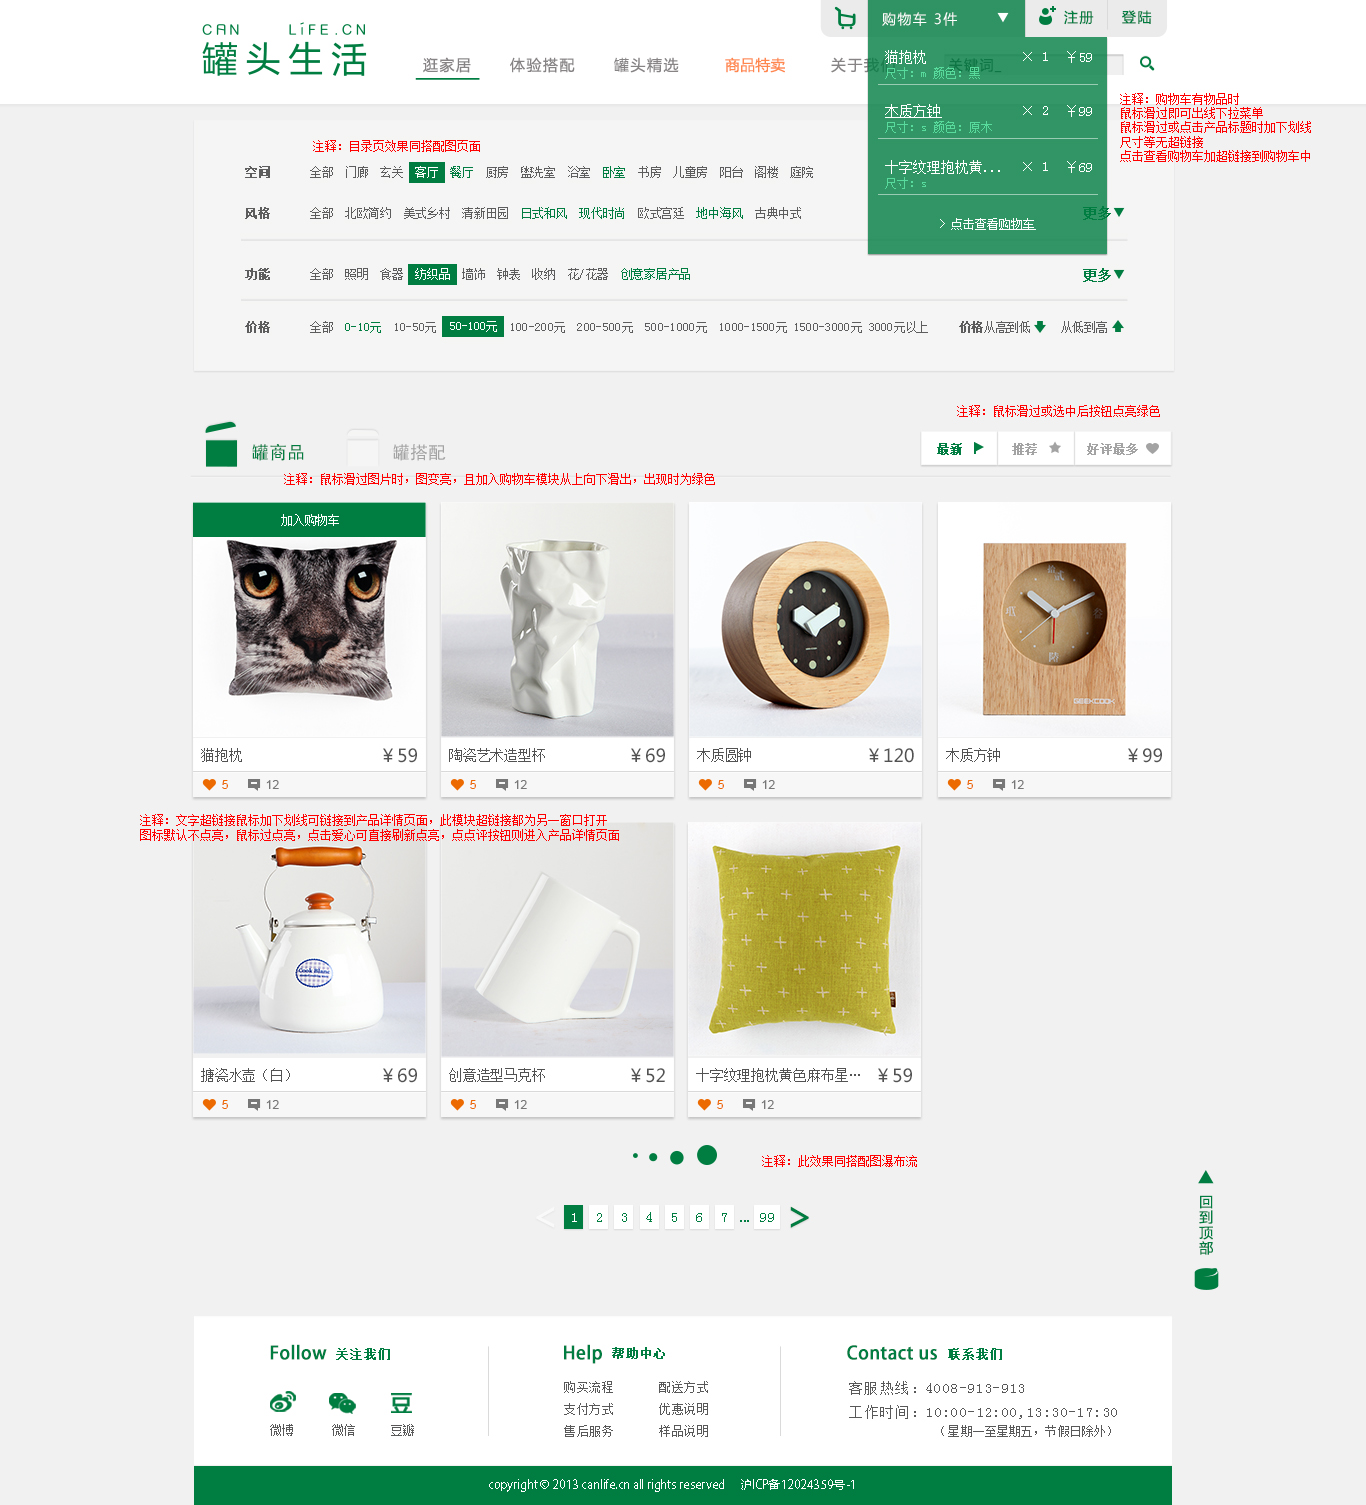 CAN LiFE.CN
罐头生活
逛家居 体验搭配 罐头精选 商品特卖 关于我们
关键词_
购物车 3件
注册 登陆
猫抱枕 × 1 ￥59
尺寸：m 颜色：黑
木质方钟 × 2 ￥99
尺寸：s 颜色：原木
十字纹理抱枕黄... × 1 ￥69
尺寸：s
> 点击查看购物车
注释：购物车有物品时
鼠标滑过即可出线下拉菜单
鼠标滑过或点击产品标题时加下划线
尺寸等无超链接
点击查看购物车加超链接到购物车中
注释：目录页效果同搭配图页面
空间 全部 门廊 玄关 客厅 餐厅 厨房 盥洗室 浴室 卧室 书房 儿童房 阳台 阁楼 庭院
风格 全部 北欧简约 美式乡村 清新田园 日式和风 现代时尚 欧式宫廷 地中海风 古典中式 更多
功能 全部 照明 食器 纺织品 墙饰 钟表 收纳 花/花器 创意家居产品 更多
价格 全部 0-10元 10-50元 50-100元 100-200元 200-500元 500-1000元 1000-1500元 1500-3000元 3000元以上 价格从高到低 从低到高
注释：鼠标滑过或选中后按钮点亮绿色
罐商品 罐搭配
最新 推荐 好评最多
注释：鼠标滑过图片时，图变亮，且加入购物车模块从上向下滑出，出现时为绿色
加入购物车
GEEKCOOK
猫抱枕 ￥59
5 12
陶瓷艺术造型杯 ￥69
5 12
木质圆钟 ￥120
5 12
木质方钟 ￥99
5 12
注释：文字超链接鼠标加下划线可链接到产品详情页面，此模块超链接都为另一窗口打开
图标默认不点亮，鼠标过点亮，点击爱心可直接刷新点亮，点点评按钮则进入产品详情页面
Cook Blanc
搪瓷水壶（白） ￥69
5 12
创意造型马克杯 ￥52
5 12
十字纹理抱枕黄色麻布星… ￥59
5 12
注释：此效果同搭配图瀑布流
< 1 2 3 4 5 6 7 ... 99 >
回到顶部
Follow 关注我们
微博 微信 豆瓣
Help 帮助中心
购买流程 配送方式
支付方式 优惠说明
售后服务 样品说明
Contact us 联系我们
客服热线：4008-913-913
工作时间：10:00-12:00,13:30-17:30
（星期一至星期五，节假日除外）
copyright© 2013 canlife.cn all rights reserved 沪ICP备12024359号-1